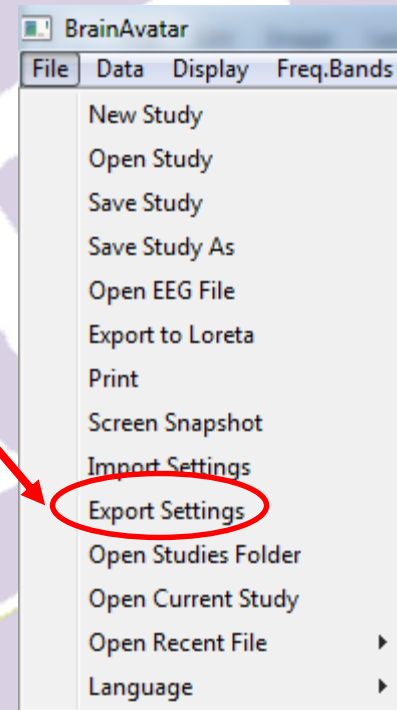 BrainAvatar
File Data Display Freq.Bands
New Study
Open Study
Save Study
Save Study As
Open EEG File
Export to Loreta
Print
Screen Snapshot
Import Settings
Export Settings
Open Studies Folder
Open Current Study
Open Recent File
Language